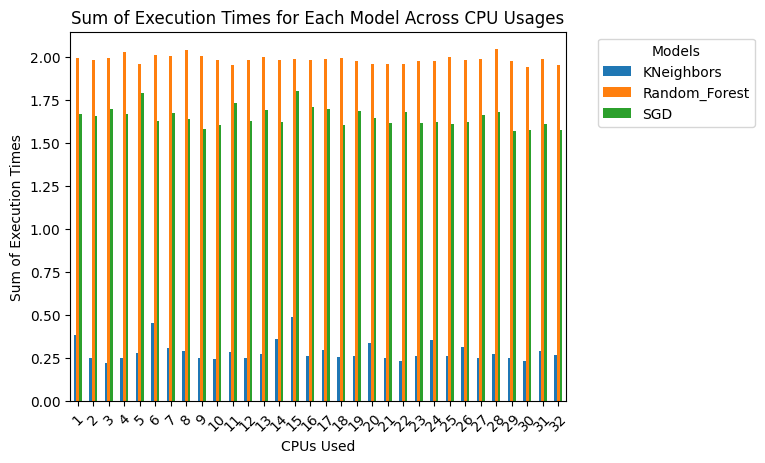 Sum of Execution Times for Each Model Across CPU Usages
Models
KNeighbors
Random_Forest
SGD
Sum of Execution Times
2.00
1.75
1.50
1.25
1.00
0.75
0.50
0.25
0.00
1 2 3 4 5 6 7 8 9 10 11 12 13 14 15 16 17 18 19 20 21 22 23 24 25 26 27 28 29 30 31 32
CPUs Used